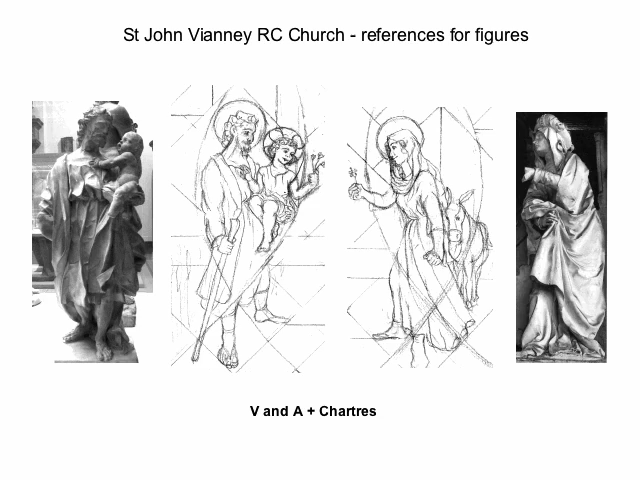 St John Vianney RC Church - references for figures
V and A + Chartres